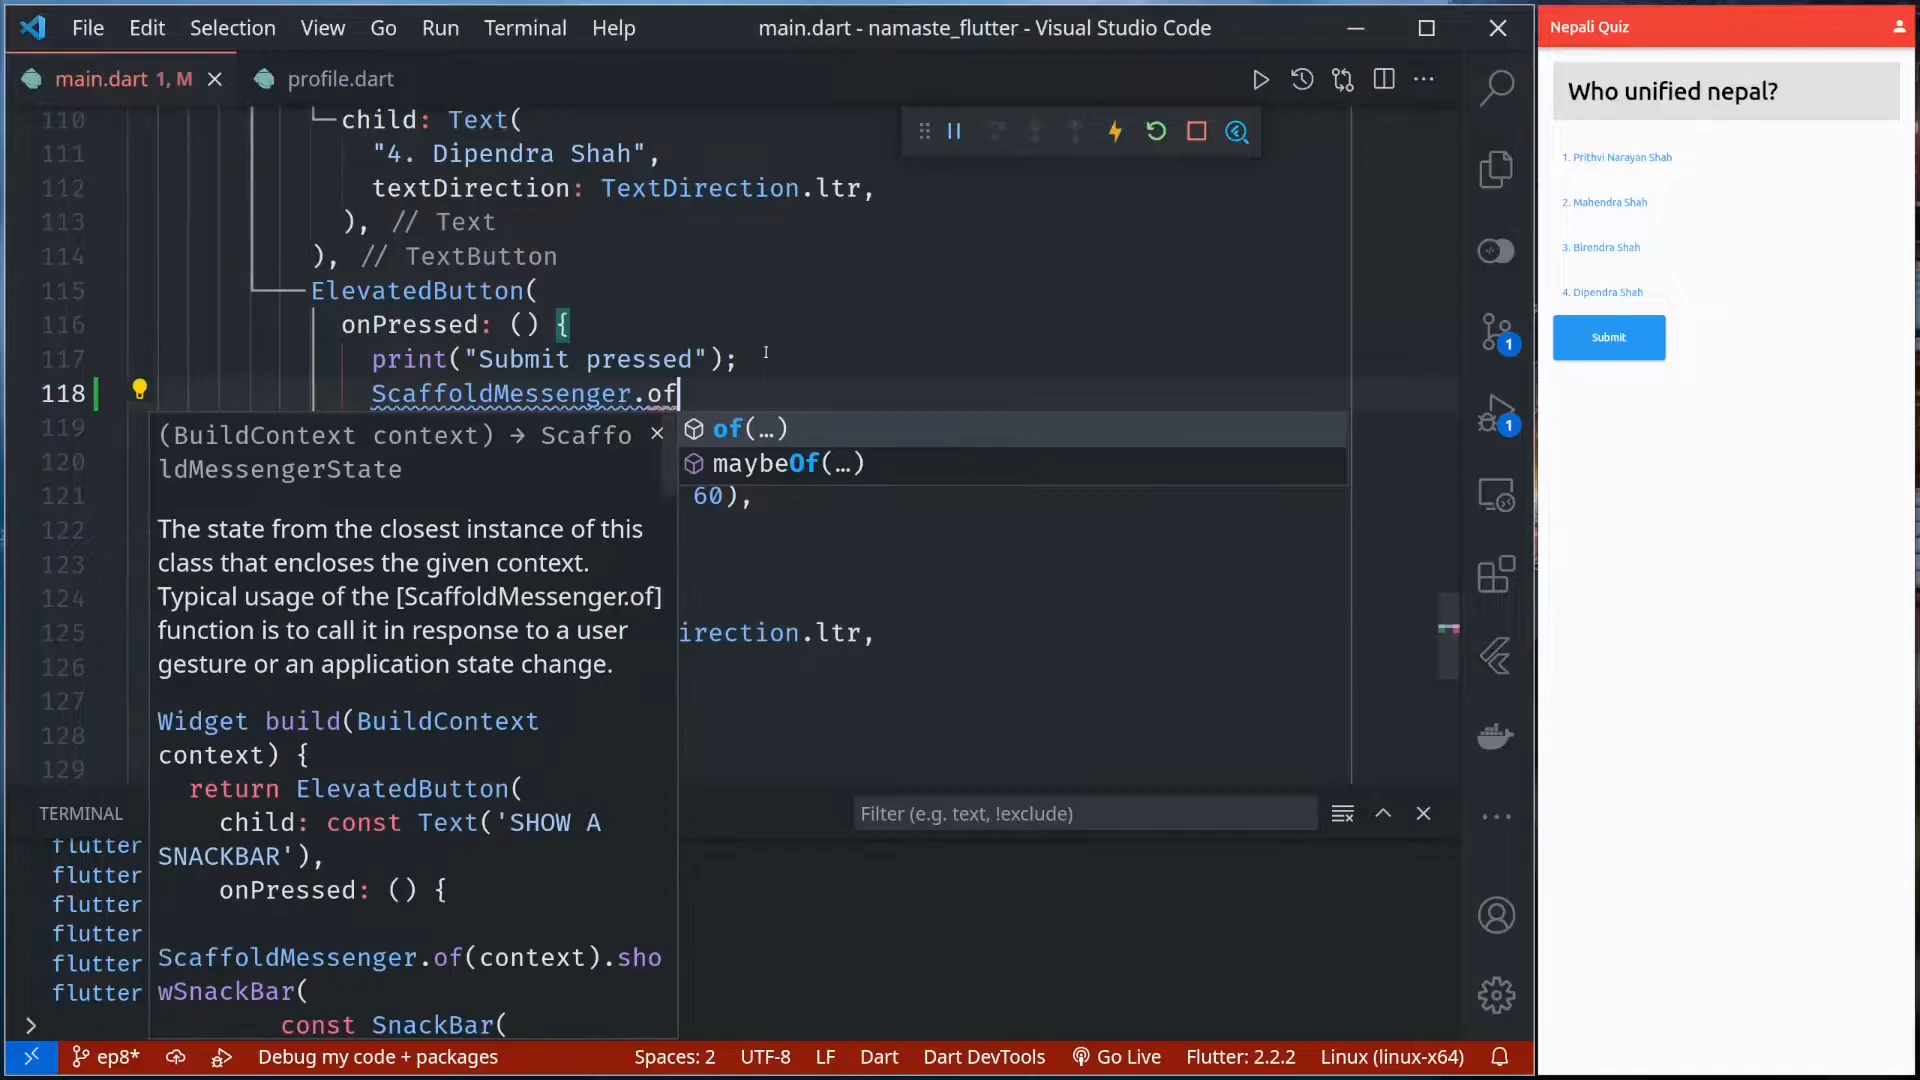 File Edit Selection View Go Run Terminal Help main.dart - namaste_flutter - Visual Studio Code
main.dart 1, M profile.dart
110 child: Text(
111 "4. Dipendra Shah",
112 textDirection: TextDirection.ltr,
113 ), // Text
114 ), // TextButton
115 ElevatedButton(
116 onPressed: () {
117 print("Submit pressed");
118 ScaffoldMessenger.of
119
120
121 60),
122
123
124
125 irection.ltr,
126
127
128
129
of(…)
maybeOf(…)
(BuildContext context) → Scaffo
ldMessengerState
The state from the closest instance of this
class that encloses the given context.
Typical usage of the [ScaffoldMessenger.of]
function is to call it in response to a user
gesture or an application state change.
Widget build(BuildContext
context) {
return ElevatedButton(
child: const Text('SHOW A
SNACKBAR'),
onPressed: () {
ScaffoldMessenger.of(context).sho
wSnackBar(
const SnackBar(
TERMINAL
Filter (e.g. text, !exclude)
flutter
flutter
flutter
flutter
flutter
flutter
1
1
ep8* Debug my code + packages Spaces: 2 UTF-8 LF Dart Dart DevTools Go Live Flutter: 2.2.2 Linux (linux-x64)
Nepali Quiz
Who unified nepal?
1. Prithvi Narayan Shah
2. Mahendra Shah
3. Birendra Shah
4. Dipendra Shah
Submit